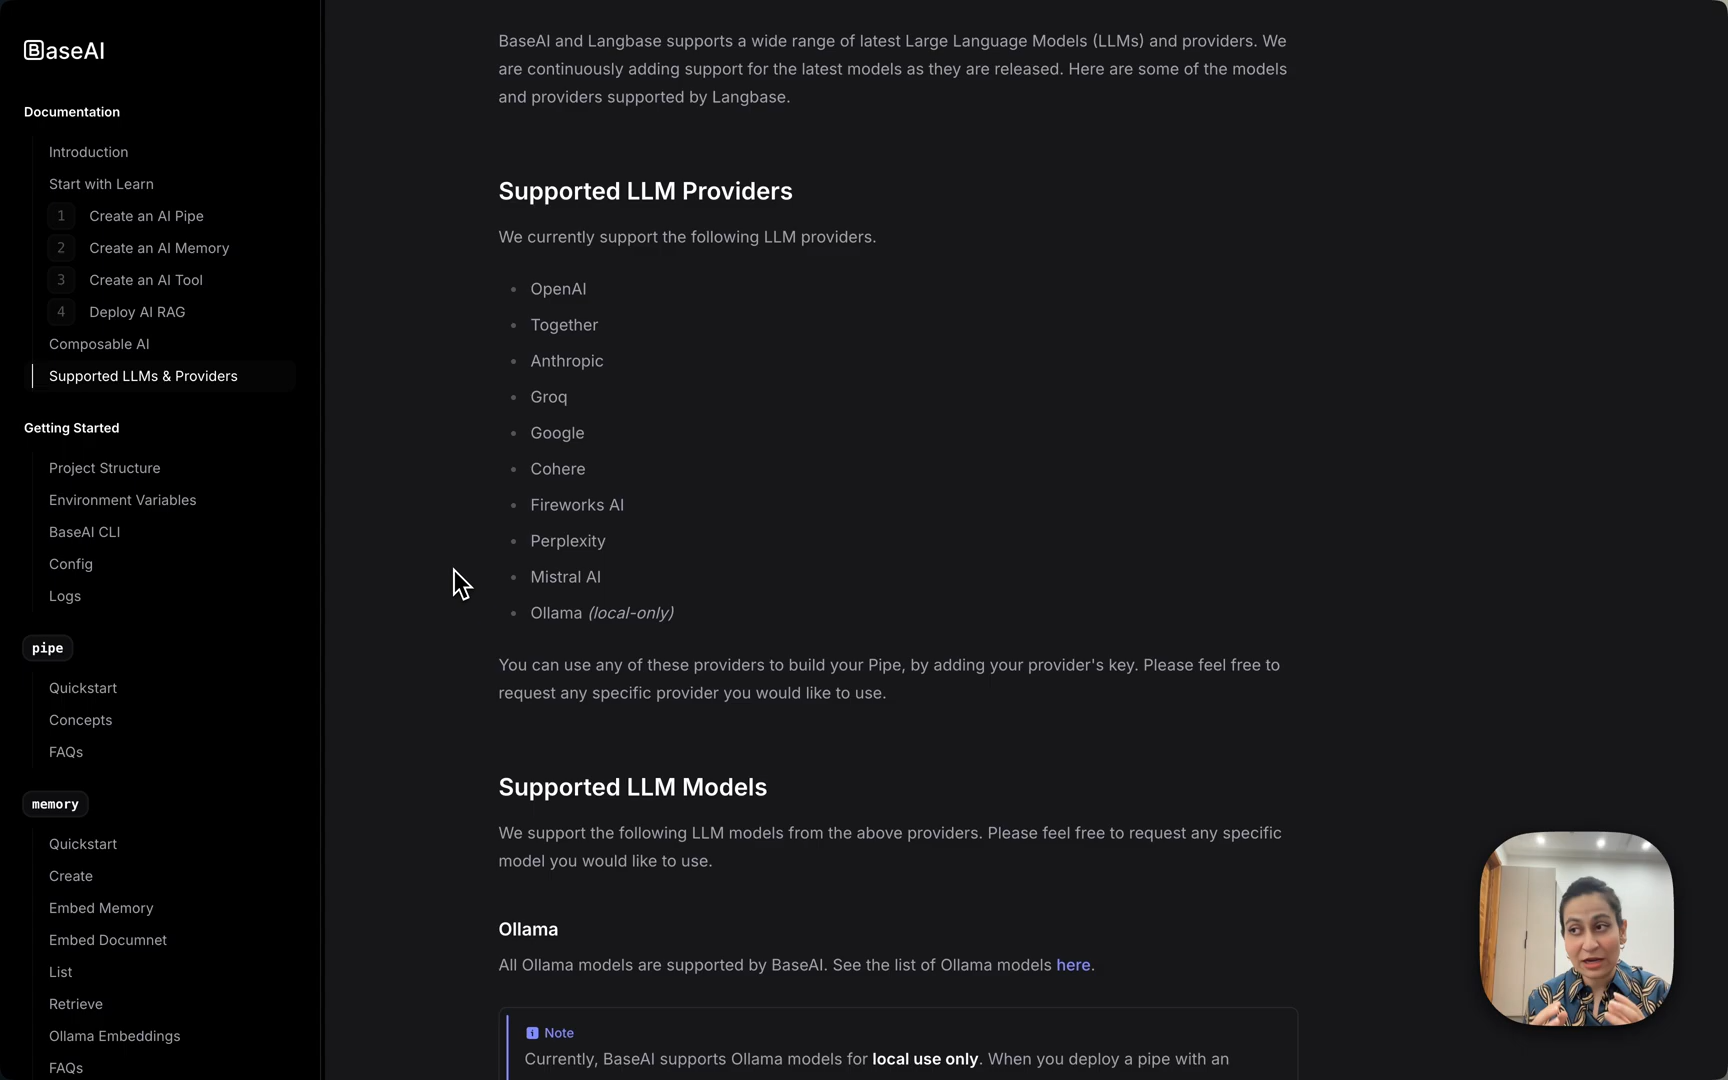 BaseAI
Documentation
Introduction
Start with Learn
1 Create an AI Pipe
2 Create an AI Memory
3 Create an AI Tool
4 Deploy AI RAG
Composable AI
Supported LLMs & Providers
Getting Started
Project Structure
Environment Variables
BaseAI CLI
Config
Logs
pipe
Quickstart
Concepts
FAQs
memory
Quickstart
Create
Embed Memory
Embed Documnet
List
Retrieve
Ollama Embeddings
FAQs
BaseAI and Langbase supports a wide range of latest Large Language Models (LLMs) and providers. We
are continuously adding support for the latest models as they are released. Here are some of the models
and providers supported by Langbase.
Supported LLM Providers
We currently support the following LLM providers.
• OpenAI
• Together
• Anthropic
• Groq
• Google
• Cohere
• Fireworks AI
• Perplexity
• Mistral AI
• Ollama (local-only)
You can use any of these providers to build your Pipe, by adding your provider's key. Please feel free to
request any specific provider you would like to use.
Supported LLM Models
We support the following LLM models from the above providers. Please feel free to request any specific
model you would like to use.
Ollama
All Ollama models are supported by BaseAI. See the list of Ollama models here.
Note
Currently, BaseAI supports Ollama models for local use only. When you deploy a pipe with an